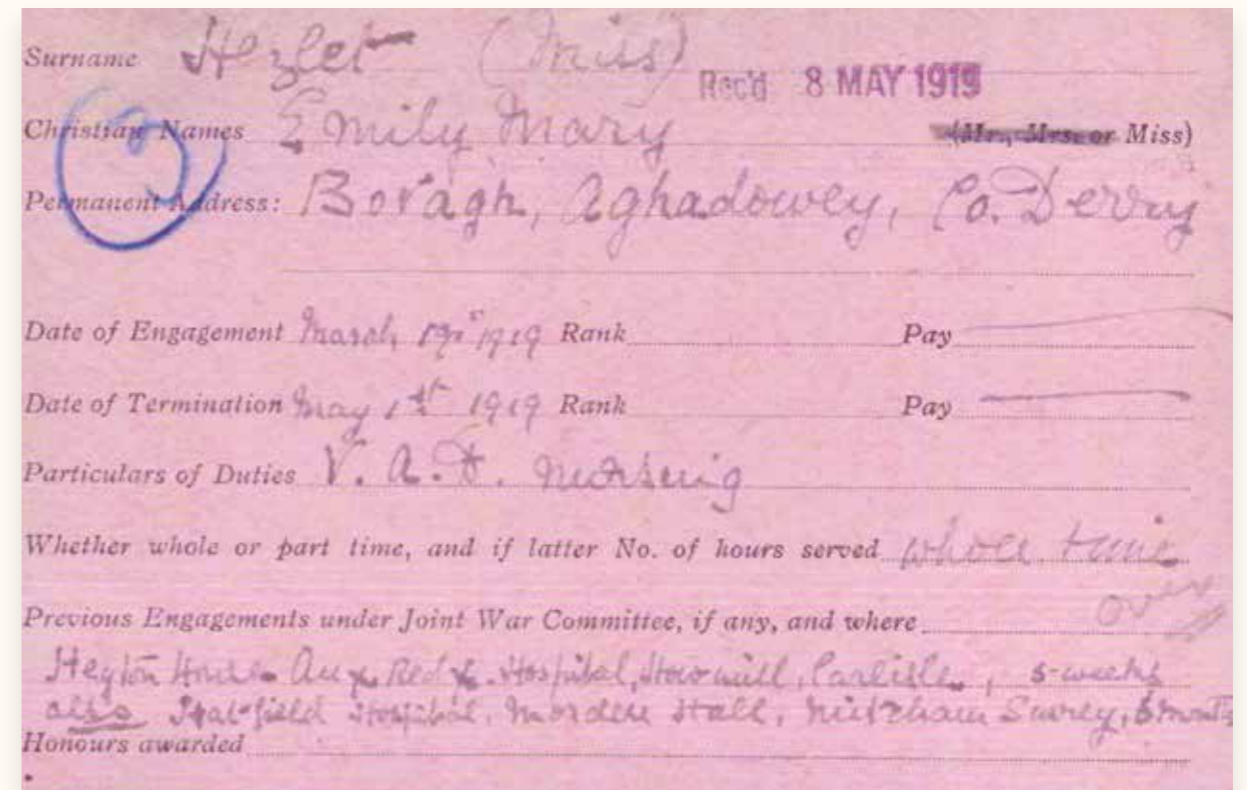 Surname Hezlet (Miss)
Rec'd 8 MAY 1919
Christian Names Emily Mary (Mr., Mrs. or Miss)
Permanent Address: Boragh, Aghadowey, Co. Derry
Date of Engagement March 1919 Rank Pay
Date of Termination May 1st 1919 Rank Pay
Particulars of Duties V. A. D. Nursing
Whether whole or part time, and if latter No. of hours served whole time
Previous Engagements under Joint War Committee, if any, and where over
House Aux Red X. Hospital, How mill, Carlisle, 5 weeks
also Hatfield Hospital, Morden Hall, Mitcham Surrey, 6 months
Honours awarded